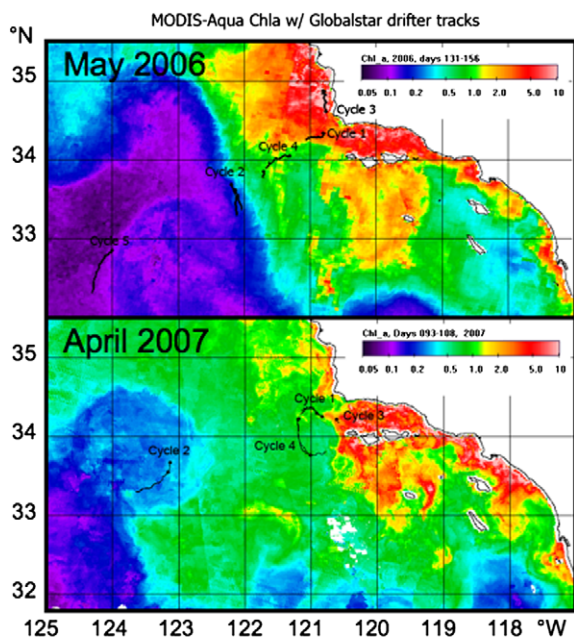 MODIS-Aqua Chla w/ Globalstar drifter tracks
°N
May 2006
Chl_a, 2006, days 131-156
0.05 0.1 0.2 0.5 1.0 2.0 5.0 10
35
Cycle 3
Cycle 1
Cycle 4
34
Cycle 2
33
Cycle 5
April 2007
Chl_a, Days 093-108, 2007
0.05 0.1 0.2 0.5 1.0 2.0 5 10
35
Cycle 1
Cycle 3
34
Cycle 4
Cycle 2
33
32
125 124 123 122 121 120 119 118 °W